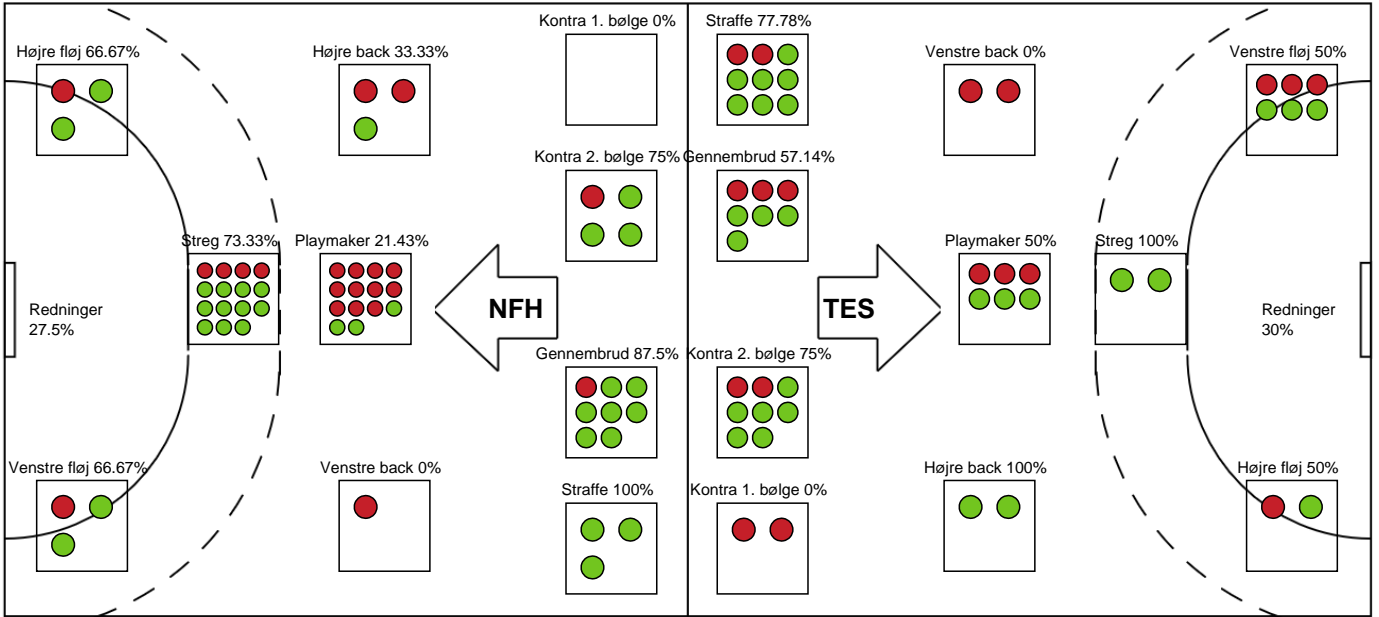 Kontra 1. bølge 0%
Straffe 77.78%
Højre fløj 66.67%
Højre back 33.33%
Venstre back 0%
Venstre fløj 50%
Kontra 2. bølge 75%
Gennembrud 57.14%
Streg 73.33%
Playmaker 21.43%
Playmaker 50%
Streg 100%
Redninger
27.5%
NFH
TES
Redninger
30%
Gennembrud 87.5%
Kontra 2. bølge 75%
Venstre fløj 66.67%
Venstre back 0%
Straffe 100%
Kontra 1. bølge 0%
Højre back 100%
Højre fløj 50%